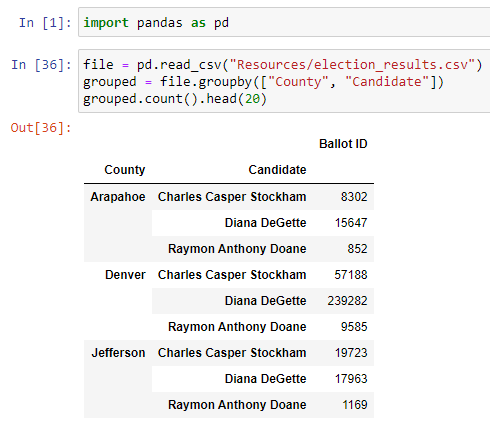 In [1]: import pandas as pd
In [36]: file = pd.read_csv("Resources/election_results.csv")
grouped = file.groupby(["County", "Candidate"])
grouped.count().head(20)
Out[36]:
Ballot ID
County Candidate
Arapahoe Charles Casper Stockham 8302
Diana DeGette 15647
Raymon Anthony Doane 852
Denver Charles Casper Stockham 57188
Diana DeGette 239282
Raymon Anthony Doane 9585
Jefferson Charles Casper Stockham 19723
Diana DeGette 17963
Raymon Anthony Doane 1169